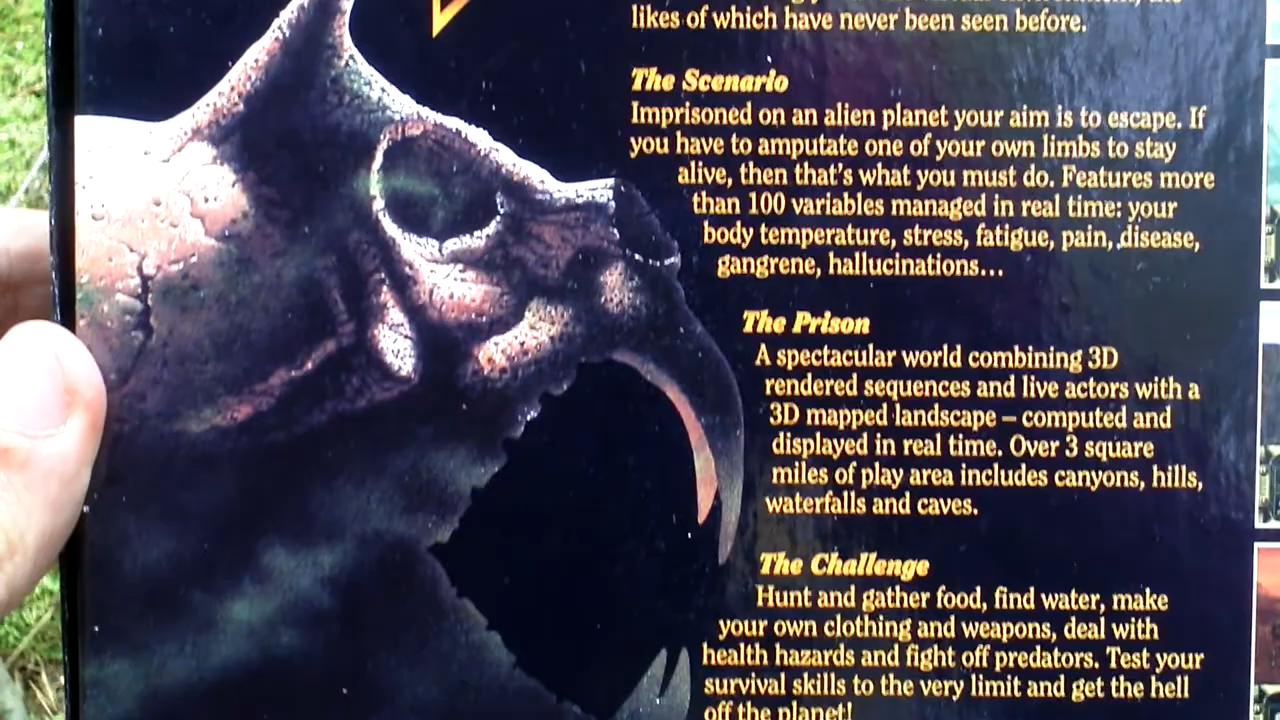 likes of which have never been seen before.
The Scenario
Imprisoned on an alien planet your aim is to escape. If
you have to amputate one of your own limbs to stay
alive, then that's what you must do. Features more
than 100 variables managed in real time: your
body temperature, stress, fatigue, pain, disease,
gangrene, hallucinations...
The Prison
A spectacular world combining 3D
rendered sequences and live actors with a
3D mapped landscape – computed and
displayed in real time. Over 3 square
miles of play area includes canyons, hills,
waterfalls and caves.
The Challenge
Hunt and gather food, find water, make
your own clothing and weapons, deal with
health hazards and fight off predators. Test your
survival skills to the very limit and get the hell
off the planet!